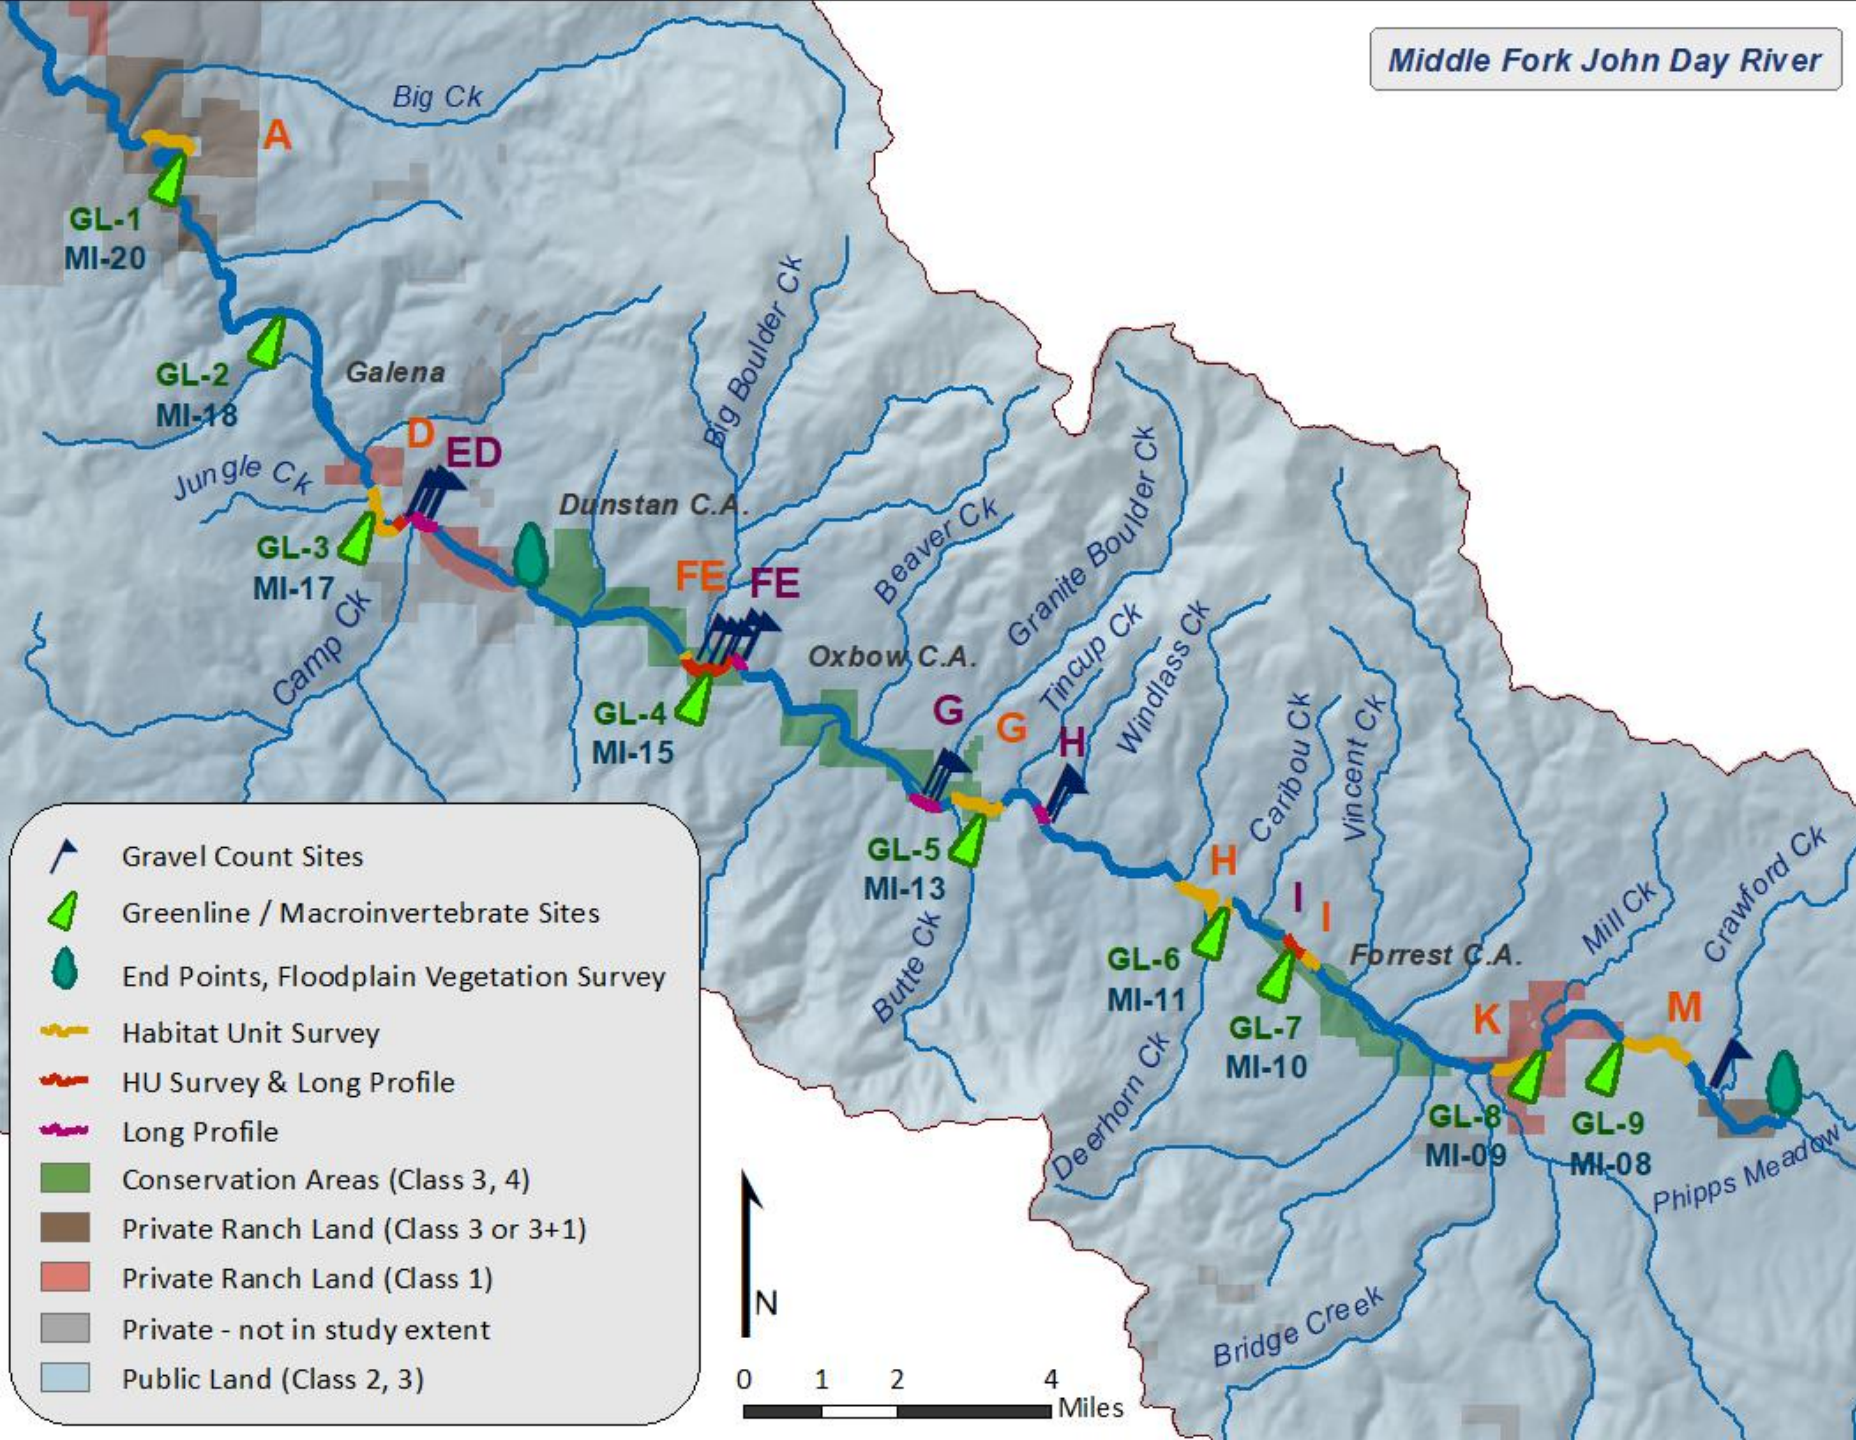 Middle Fork John Day River
Big Ck
A
GL-1
MI-20
Big Boulder Ck
GL-2
MI-18
Galena
D
ED
Jungle Ck
Dunstan C.A.
GL-3
MI-17
Camp Ck
FE
FE
Beaver Ck
Granite Boulder Ck
Tincup Ck
Windlass Ck
Oxbow C.A.
GL-4
MI-15
G
G
H
Caribou Ck
Vincent Ck
GL-5
MI-13
Butte Ck
H
I
I
Forrest C.A.
Mill Ck
Crawford Ck
GL-6
MI-11
GL-7
MI-10
Deerhorn Ck
K
M
GL-8
MI-09
GL-9
MI-08
Phipps Meadow
Bridge Creek
Gravel Count Sites
Greenline / Macroinvertebrate Sites
End Points, Floodplain Vegetation Survey
Habitat Unit Survey
HU Survey & Long Profile
Long Profile
Conservation Areas (Class 3, 4)
Private Ranch Land (Class 3 or 3+1)
Private Ranch Land (Class 1)
Private - not in study extent
Public Land (Class 2, 3)
N
0 1 2 4
Miles